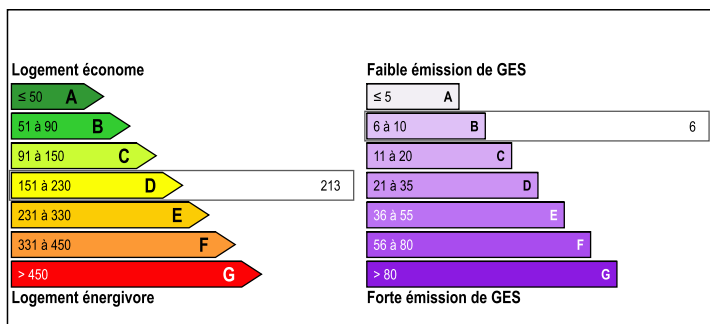 Logement économe
≤ 50 A
51 à 90 B
91 à 150 C
151 à 230 D 213
231 à 330 E
331 à 450 F
> 450 G
Logement énergivore
Faible émission de GES
≤ 5 A
6 à 10 B 6
11 à 20 C
21 à 35 D
36 à 55 E
56 à 80 F
> 80 G
Forte émission de GES